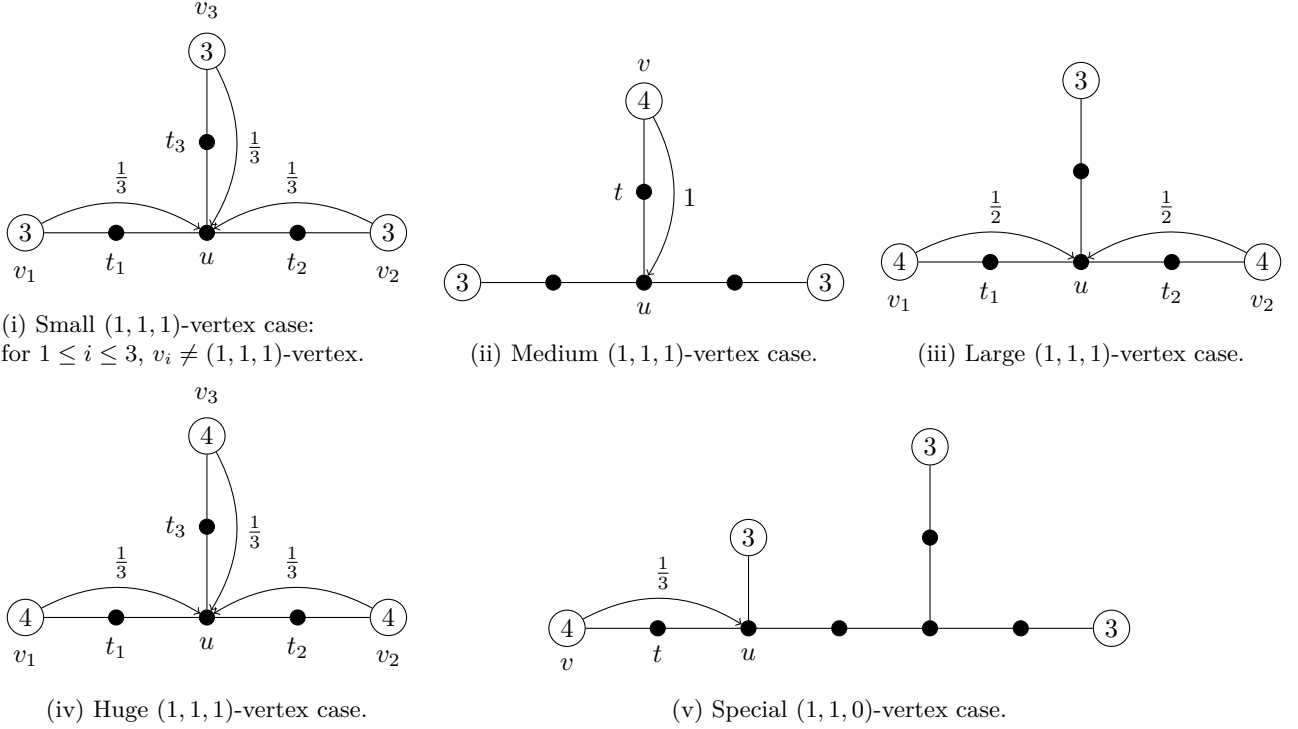 v₃
3
t₃
1/3
1/3
1/3
3
3
v₁
t₁
u
t₂
v₂
(i) Small (1, 1, 1)-vertex case:
for 1 ≤ i ≤ 3, vᵢ ≠ (1, 1, 1)-vertex.
v
4
t
1
3
3
u
(ii) Medium (1, 1, 1)-vertex case.
3
1/2
1/2
4
4
v₁
t₁
u
t₂
v₂
(iii) Large (1, 1, 1)-vertex case.
v₃
4
t₃
1/3
1/3
1/3
4
4
v₁
t₁
u
t₂
v₂
(iv) Huge (1, 1, 1)-vertex case.
3
3
1/3
4
3
v
t
u
(v) Special (1, 1, 0)-vertex case.